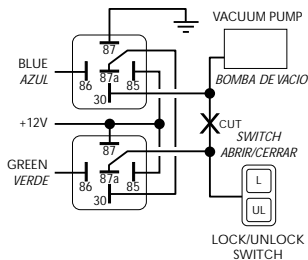 VACUUM PUMP
87
BLUE
AZUL
86
87a
85
30
BOMBA DE VACIO
+12V
CUT
SWITCH
ABRIR/CERRAR
87
GREEN
VERDE
86
87a
85
30
L
UL
LOCK/UNLOCK
SWITCH